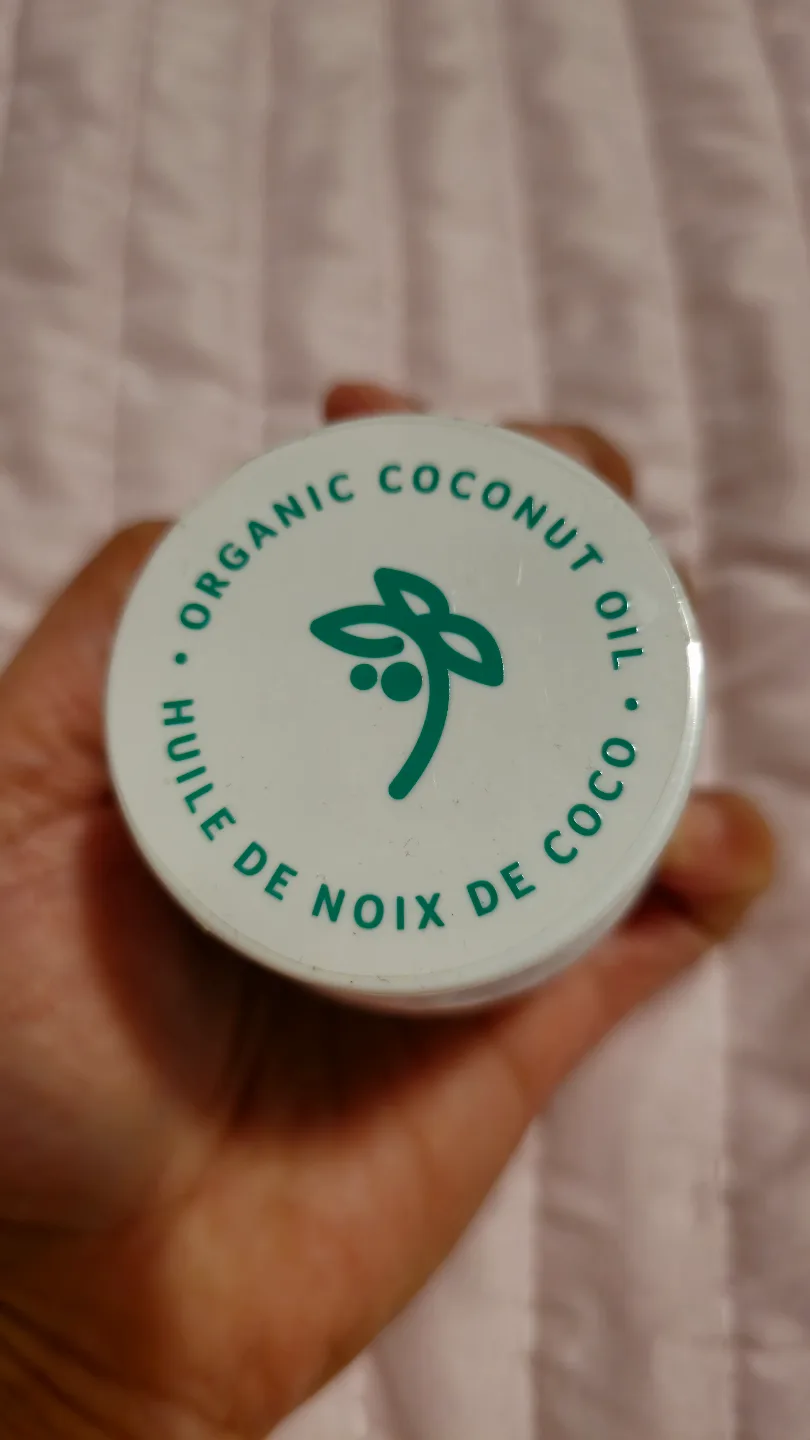 • ORGANIC COCONUT OIL •
HUILE DE NOIX DE COCO